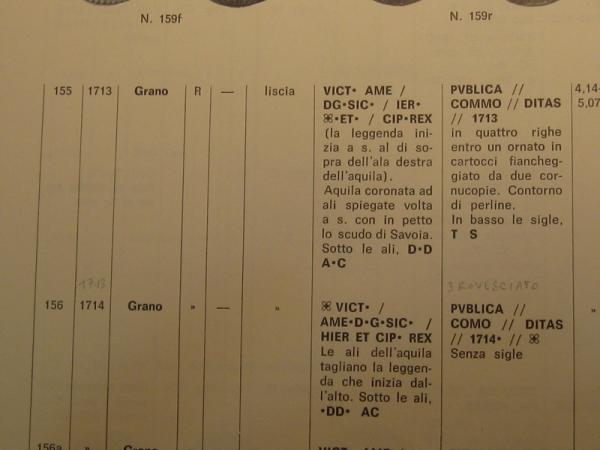 N. 159f
N. 159r
155 1713 Grano R — liscia
VICT• AME /
DG•SIC• / IER•
⌘•ET• / CIP•REX
(la leggenda ini-
zia a s. al di so-
pra dell'ala destra
dell'aquila).
Aquila coronata ad
ali spiegate volta
a s. con in petto
lo scudo di Savoia.
Sotto le ali, D•D
A•C
PVBLICA //
COMMO // DITAS
// 1713
in quattro righe
entro un ornato in
cartocci fiancheg-
giato da due cor-
nucopie. Contorno
di perline.
In basso le sigle,
T S
4,14-
5,07
1713
3 ROVESCIATO
156 1714 Grano » — »
⌘ VICT• /
AME•D•G•SIC• /
HIER ET CIP• REX
Le ali dell'aquila
tagliano la leggen-
da che inizia dal-
l'alto. Sotto le ali,
•DD• AC
PVBLICA //
COMO // DITAS
// 1714• // ⌘
Senza sigle
»
156a » Grano
VICT• AME /